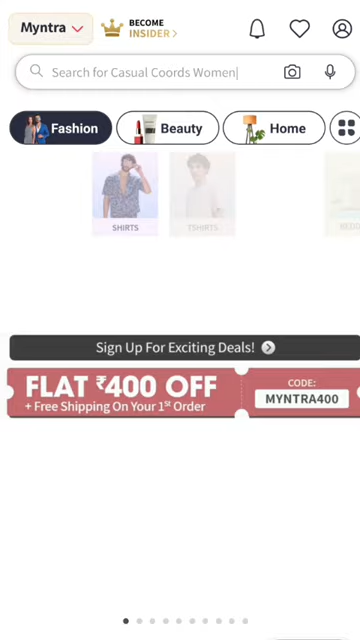 Myntra
BECOME
INSIDER >
Search for Casual Coords Women|
Fashion
Beauty
Home
SHIRTS
TSHIRTS
Sign Up For Exciting Deals!
FLAT ₹400 OFF
+ Free Shipping On Your 1st Order
CODE:
MYNTRA400